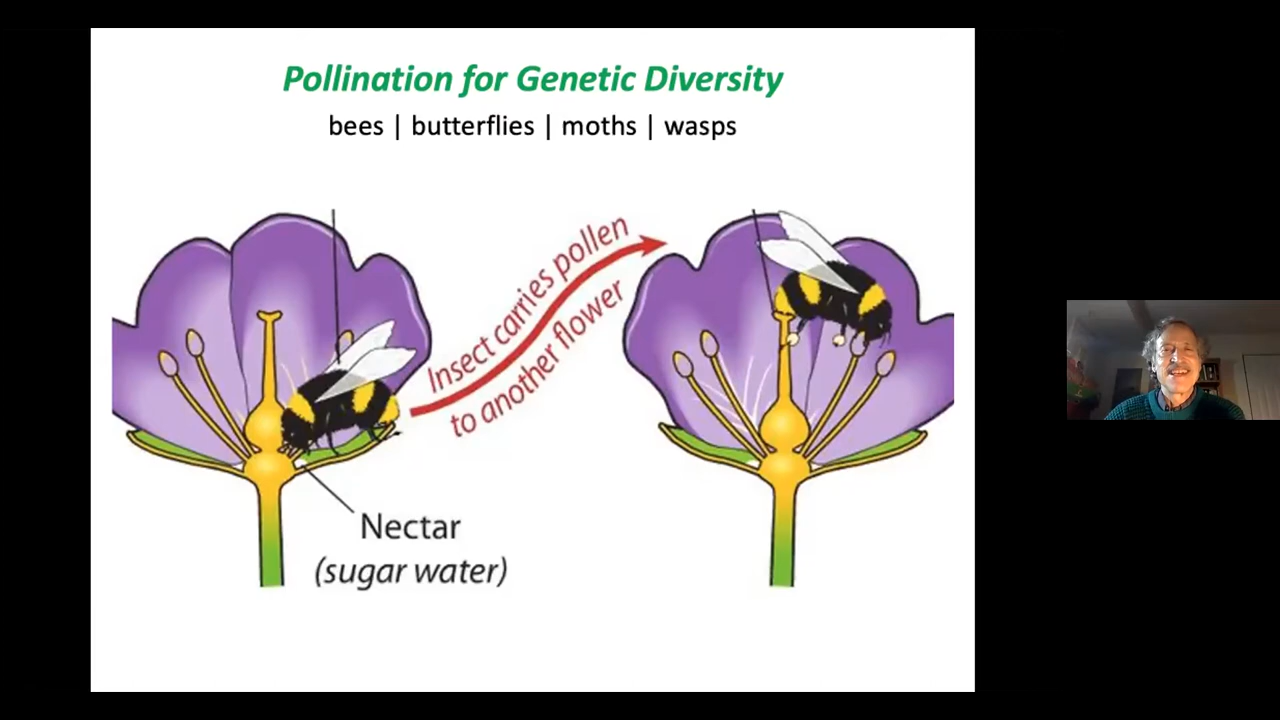 Pollination for Genetic Diversity
bees | butterflies | moths | wasps
Insect carries pollen
to another flower
Nectar
(sugar water)